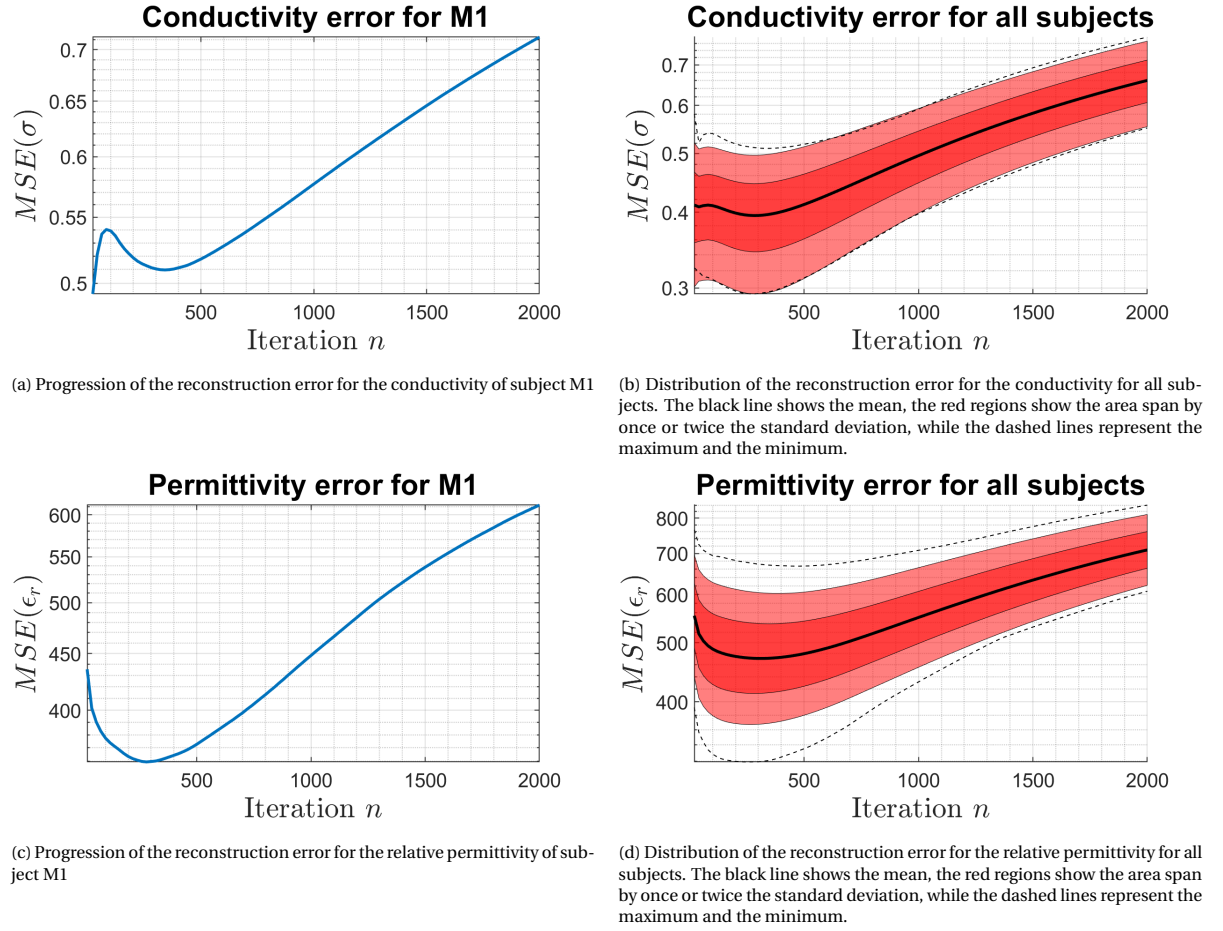 Conductivity error for M1
0.7
0.65
0.6
0.55
0.5
MSE(σ)
500
1000
1500
2000
Iteration n
(a) Progression of the reconstruction error for the conductivity of subject M1
Conductivity error for all subjects
0.7
0.6
0.5
0.4
0.3
MSE(σ)
500
1000
1500
2000
Iteration n
(b) Distribution of the reconstruction error for the conductivity for all sub-
jects. The black line shows the mean, the red regions show the area span by
once or twice the standard deviation, while the dashed lines represent the
maximum and the minimum.
Permittivity error for M1
600
550
500
450
400
MSE(ϵr)
500
1000
1500
2000
Iteration n
(c) Progression of the reconstruction error for the relative permittivity of sub-
ject M1
Permittivity error for all subjects
800
700
600
500
400
MSE(ϵr)
500
1000
1500
2000
Iteration n
(d) Distribution of the reconstruction error for the relative permittivity for all
subjects. The black line shows the mean, the red regions show the area span
by once or twice the standard deviation, while the dashed lines represent the
maximum and the minimum.